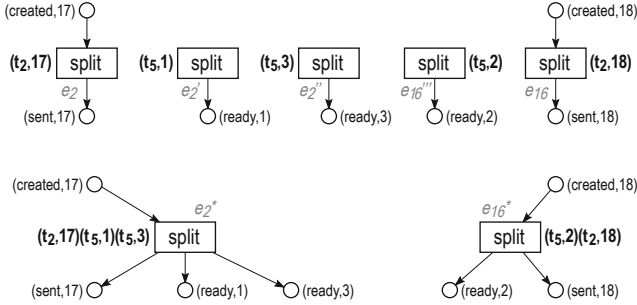 (created,17) (created,18)
(t2,17) split (t5,1) split (t5,3) split split (t5,2) split (t2,18)
e2 e2' e2'' e16''' e16
(sent,17) (ready,1) (ready,3) (ready,2) (sent,18)
(created,17) (created,18)
e2* e16*
(t2,17)(t5,1)(t5,3) split split (t5,2)(t2,18)
(sent,17) (ready,1) (ready,3) (ready,2) (sent,18)